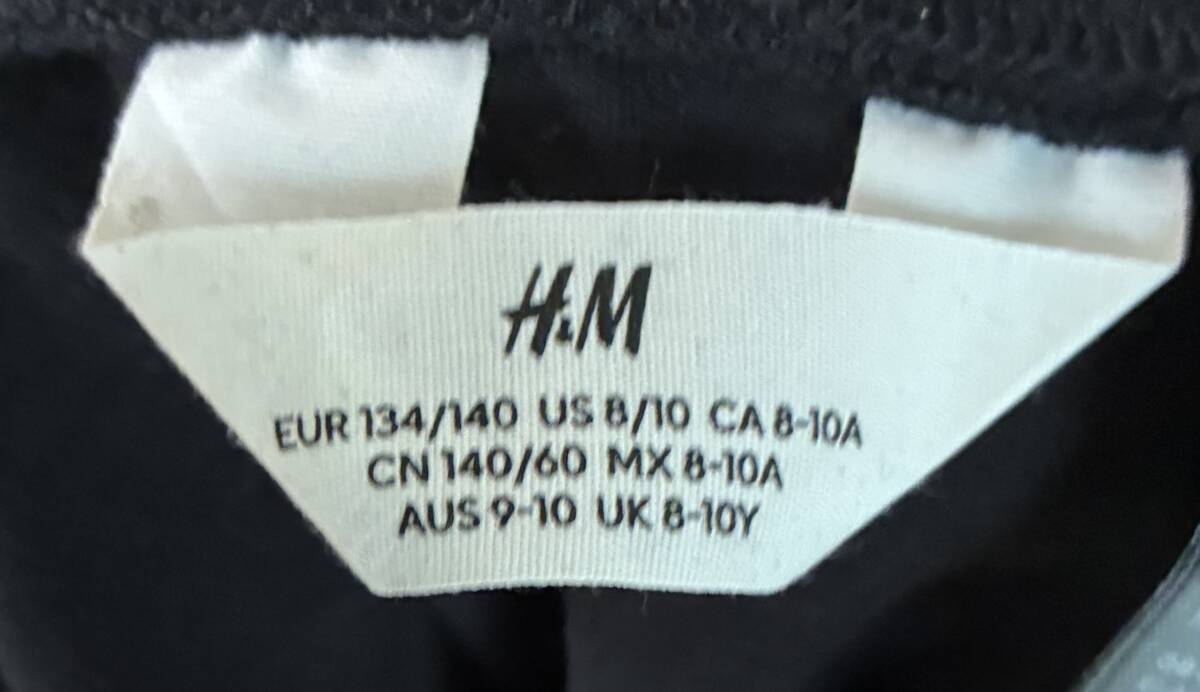 H&M
EUR 134/140 US 8/10 CA 8-10A
CN 140/60 MX 8-10A
AUS 9-10 UK 8-10Y